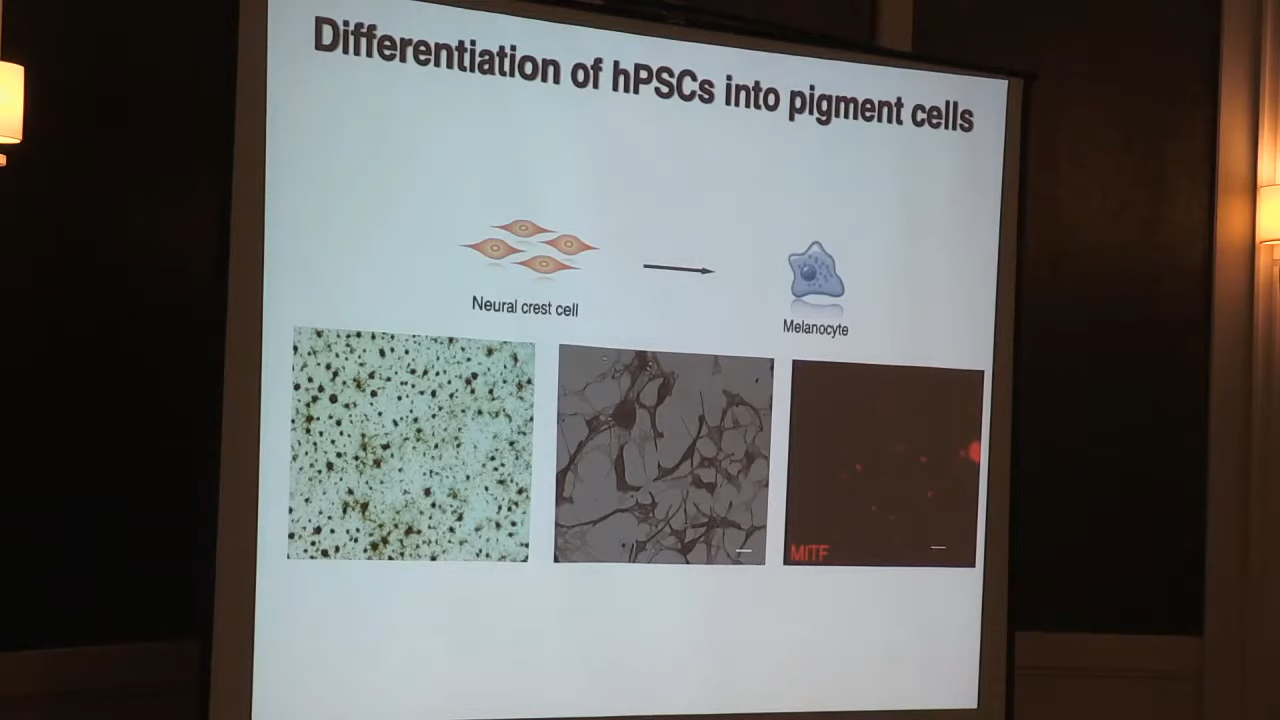 Differentiation of hPSCs into pigment cells
Neural crest cell
Melanocyte
MITF